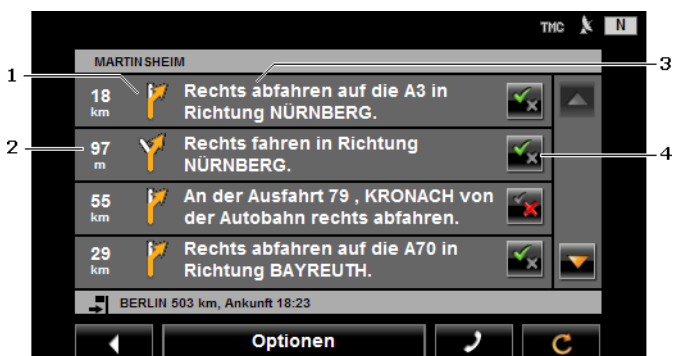 TMC N
MARTINSHEIM
1
3
18 km
Rechts abfahren auf die A3 in
Richtung NÜRNBERG.
2
97 m
Rechts fahren in Richtung
NÜRNBERG.
4
55 km
An der Ausfahrt 79 , KRONACH von
der Autobahn rechts abfahren.
29 km
Rechts abfahren auf die A70 in
Richtung BAYREUTH.
BERLIN 503 km, Ankunft 18:23
Optionen